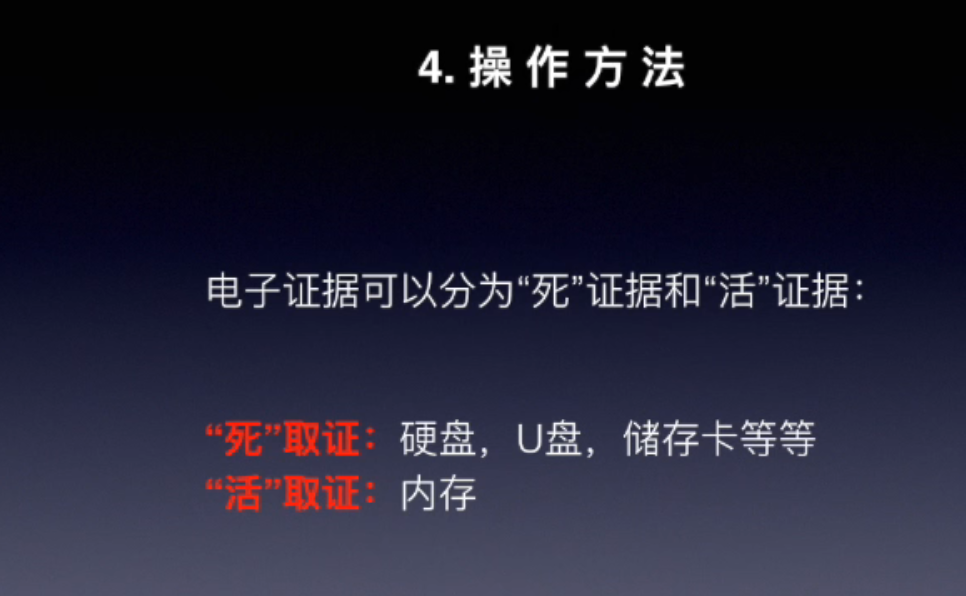 4. 操作方法
电子证据可以分为“死”证据和“活”证据：
“死”取证：硬盘，U盘，储存卡等等
“活”取证：内存